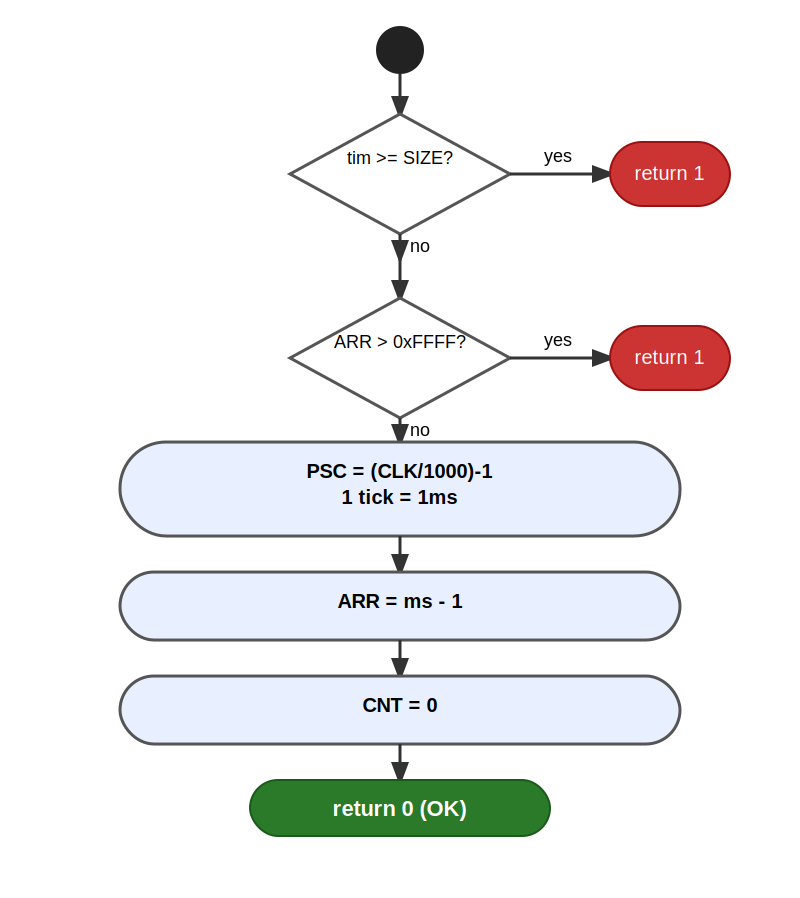 tim >= SIZE?
yes
return 1
no
ARR > 0xFFFF?
yes
return 1
no
PSC = (CLK/1000)-1
1 tick = 1ms
ARR = ms - 1
CNT = 0
return 0 (OK)